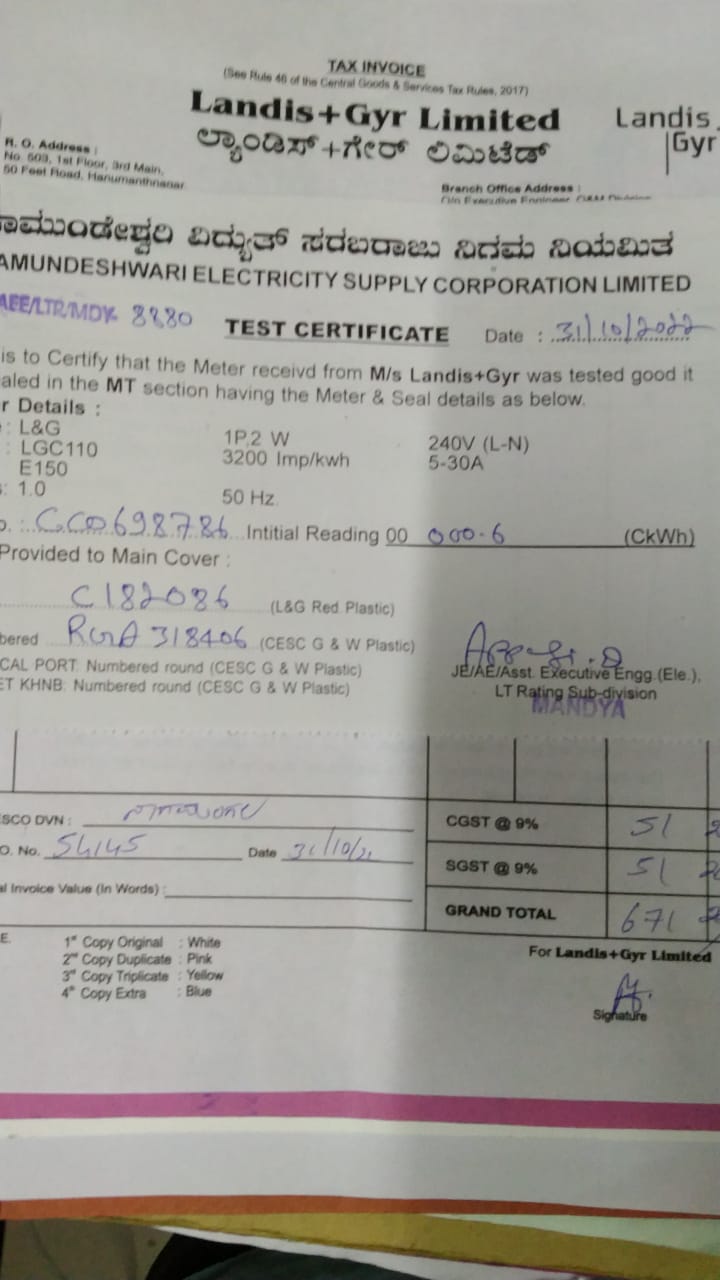 TAX INVOICE
(See Rule 46 of the Central Goods & Services Tax Rules, 2017)
Landis+Gyr Limited
Landis
Gyr
ಲ್ಯಾಂಡಿಸ್ +ಗೇರ್ ಲಿಮಿಟೆಡ್
R. O. Address :
No. 503, 1st Floor, 3rd Main,
50 Feet Road, Hanumanthnagar
Branch Office Address :
O/o Executive Engineer, O&M Division
ಾಮುಂಡೇಶ್ವರಿ ವಿದ್ಯುತ್ ಸರಬರಾಜು ನಿಗಮ ನಿಯಮಿತ
AMUNDESHWARI ELECTRICITY SUPPLY CORPORATION LIMITED
AEE/LTR/MDY- 8880
TEST CERTIFICATE
Date : 31/10/2022
is to Certify that the Meter receivd from M/s Landis+Gyr was tested good it
aled in the MT section having the Meter & Seal details as below.
r Details :
: L&G 1P,2 W 240V (L-N)
: LGC110 3200 Imp/kwh 5-30A
E150
: 1.0 50 Hz.
o. : CC0698786 Intitial Reading 00 000.6 (CkWh)
Provided to Main Cover :
C182086 (L&G Red Plastic)
bered 318406 (CESC G & W Plastic)
CAL PORT: Numbered round (CESC G & W Plastic)
ET KHNB: Numbered round (CESC G & W Plastic)
JE/AE/Asst. Executive Engg.(Ele.),
LT Rating Sub-division
MANDYA
SCO DVN :
CGST @ 9% 51
O. No. 54145 Date 31/10/22
SGST @ 9% 51
al Invoice Value (In Words) :
GRAND TOTAL 671
E.
1st Copy Original : White
2nd Copy Duplicate : Pink
3rd Copy Triplicate : Yellow
4th Copy Extra : Blue
For Landis+Gyr Limited
Signature